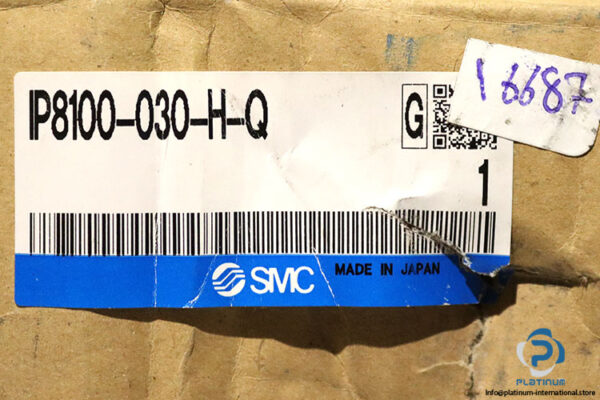 IP8100-030-H-Q
G
16687
1
SMC
MADE IN JAPAN
PLATINUM
info@platinum-international.store